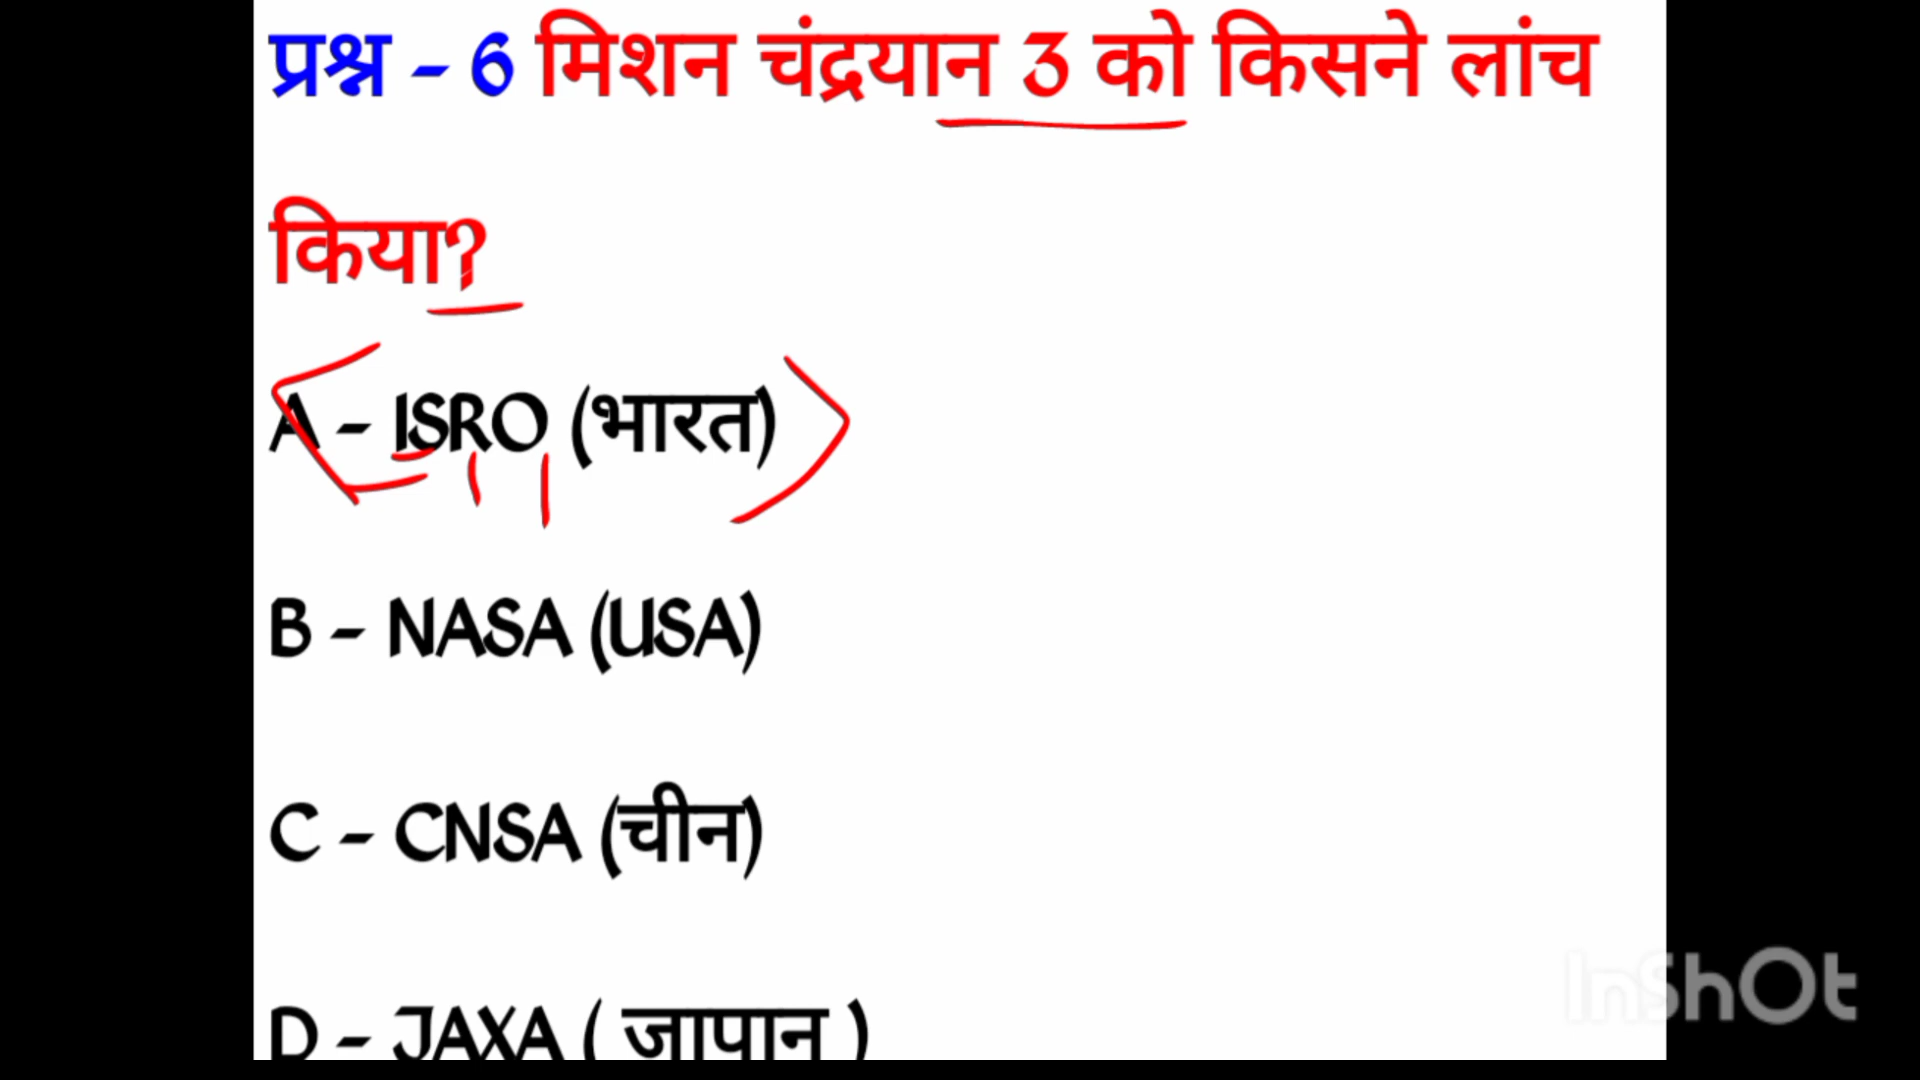 प्रश्न - 6 मिशन चंद्रयान 3 को किसने लांच
किया?
A - ISRO (भारत)
B - NASA (USA)
C - CNSA (चीन)
D - JAXA ( जापान )
InShOt